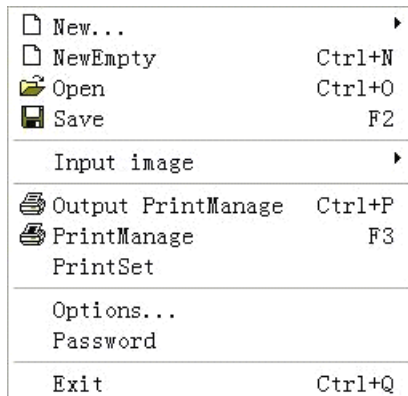 New...
NewEmpty Ctrl+N
Open Ctrl+O
Save F2
Input image
Output PrintManage Ctrl+P
PrintManage F3
PrintSet
Options...
Password
Exit Ctrl+Q